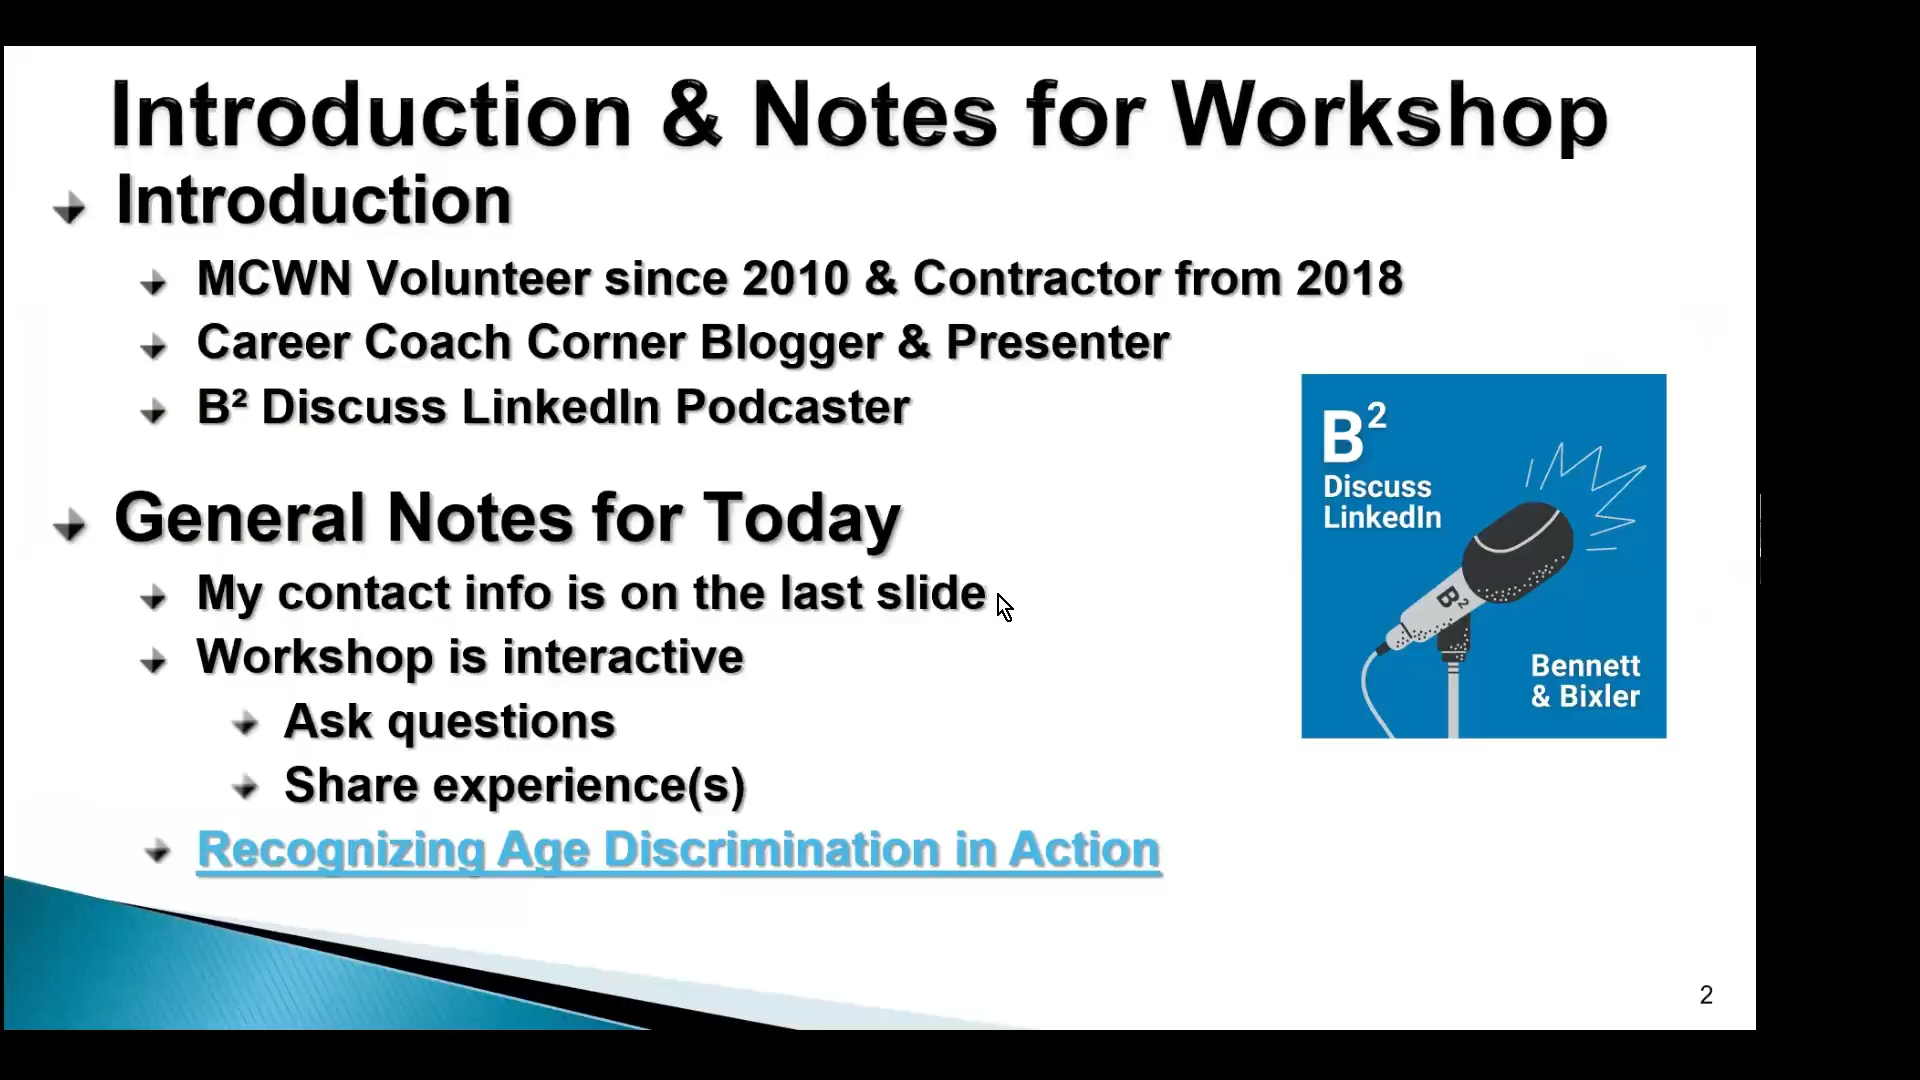 Introduction & Notes for Workshop
Introduction
MCWN Volunteer since 2010 & Contractor from 2018
Career Coach Corner Blogger & Presenter
B² Discuss LinkedIn Podcaster
General Notes for Today
My contact info is on the last slide
Workshop is interactive
Ask questions
Share experience(s)
Recognizing Age Discrimination in Action
B²
Discuss
LinkedIn
B²
Bennett
& Bixler
2